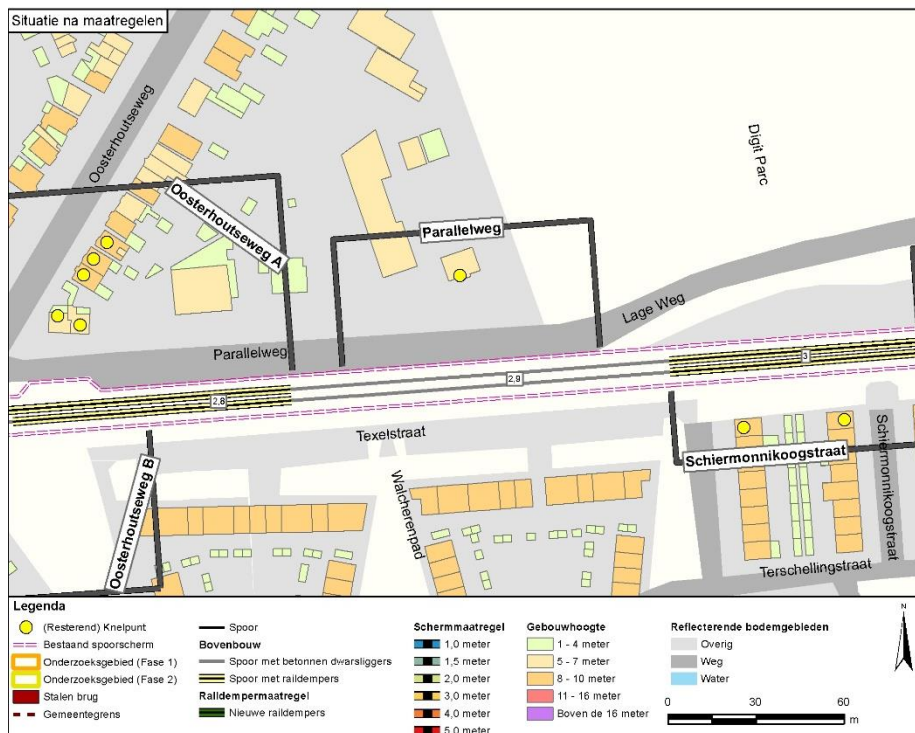 Situatie na maatregelen
Oosterhoutseweg
Digit Parc
Oosterhoutseweg A
Parallelweg
Lage Weg
Parallelweg
3
2,9
2,8
Texelstraat
Schiermonnikoogstraat
Schiermonnikoogstraat
Oosterhoutseweg B
Walcherenpad
Terschellingstraat
Legenda
(Resterend) Knelpunt
Bestaand spoorscherm
Onderzoeksgebied (Fase 1)
Onderzoeksgebied (Fase 2)
Stalen brug
Gemeentegrens
Spoor
Bovenbouw
Spoor met betonnen dwarsliggers
Spoor met raildempers
Raildempermaatregel
Nieuwe raildempers
Schermmaatregel
1,0 meter
1,5 meter
2,0 meter
3,0 meter
4,0 meter
5,0 meter
Gebouwhoogte
1 - 4 meter
5 - 7 meter
8 - 10 meter
11 - 16 meter
Boven de 16 meter
Reflecterende bodemgebieden
Overig
Weg
Water
N
0 30 60
m